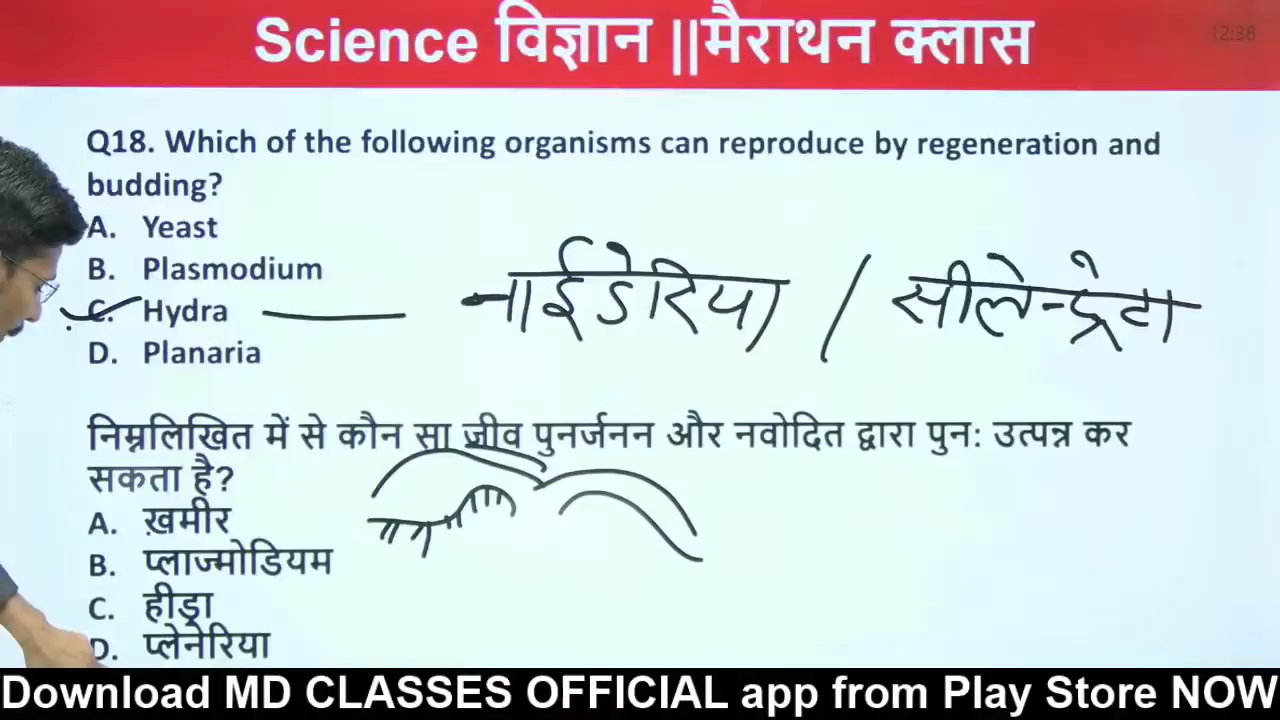 Science विज्ञान ||मैराथन क्लास
12:38
Q18. Which of the following organisms can reproduce by regeneration and
budding?
A. Yeast
B. Plasmodium
C. Hydra
नाईडेरिया / सीलेन्ट्रेटा
D. Planaria
निम्नलिखित में से कौन सा जीव पुनर्जनन और नवोदित द्वारा पुन: उत्पन्न कर
सकता है?
A. ख़मीर
B. प्लाज्मोडियम
C. हीड्रा
D. प्लेनेरिया
Download MD CLASSES OFFICIAL app from Play Store NOW